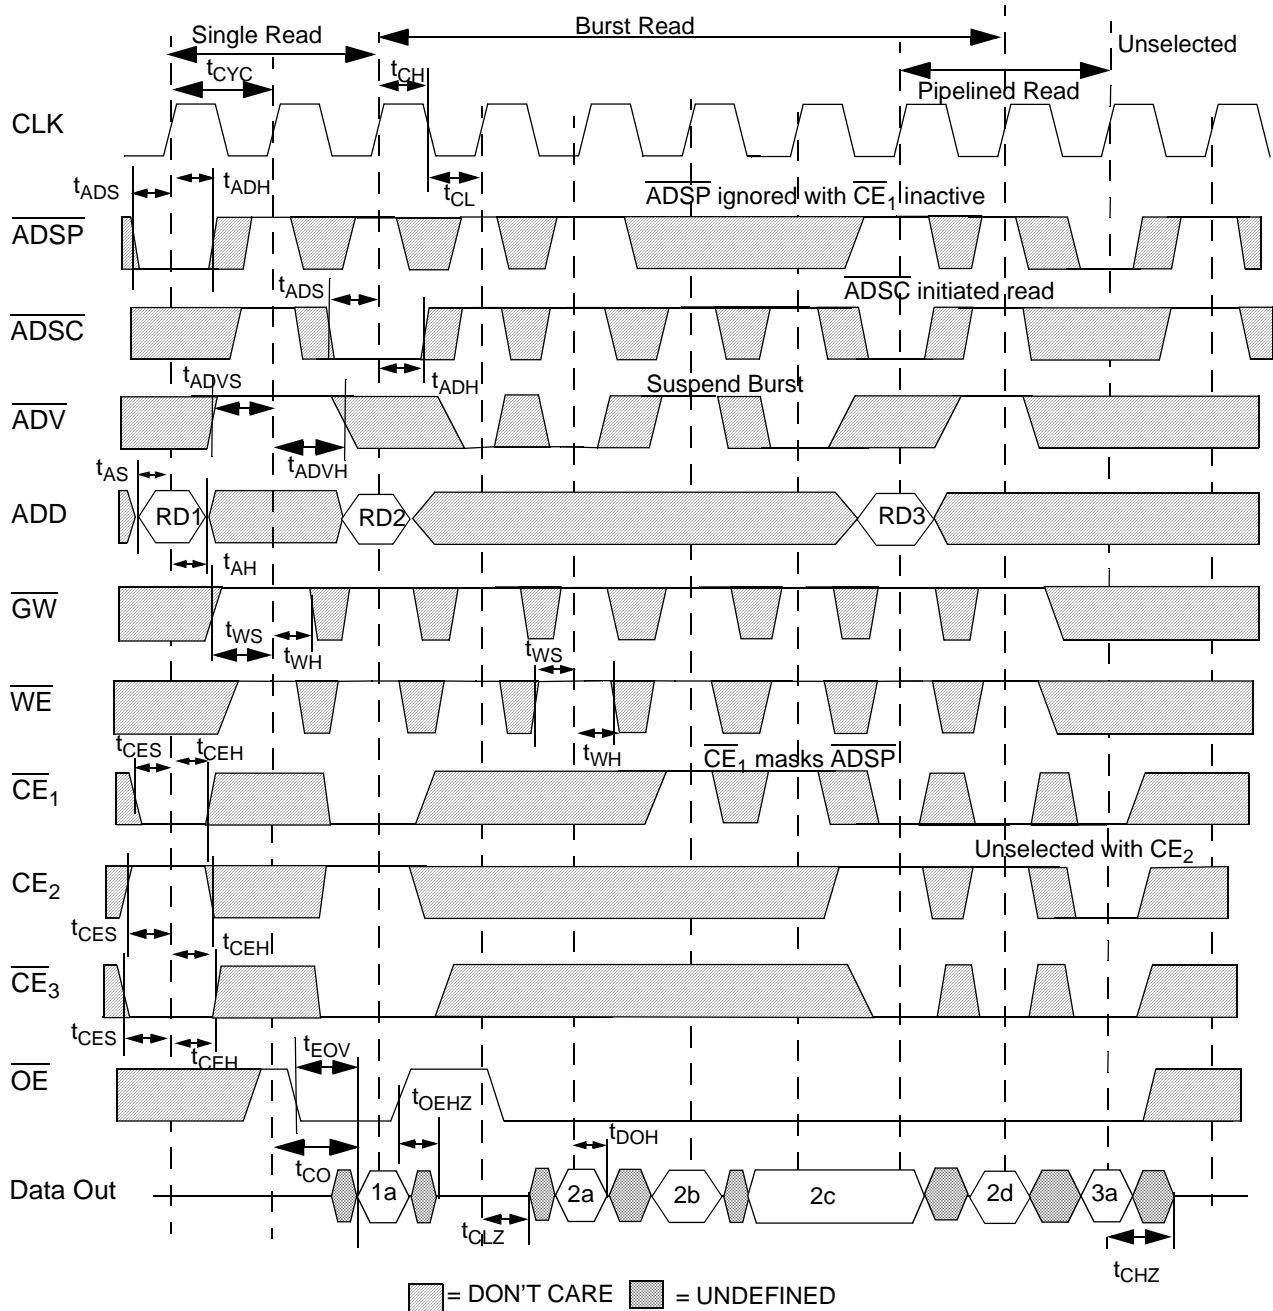 Single Read
Burst Read
Unselected
tCYC
tCH
Pipelined Read
CLK
tADS
tADH
tCL
ADSP ignored with CE1 inactive
ADSP
tADS
ADSC initiated read
ADSC
tADVS
tADH
Suspend Burst
ADV
tADVH
tAS
ADD
RD1
RD2
RD3
tAH
GW
tWS
tWH
tWS
WE
tWH
tCES
tCEH
CE1 masks ADSP
CE1
Unselected with CE2
CE2
tCES
tCEH
CE3
tCES
tCEH
tEOV
OE
tOEHZ
tDOH
tCO
Data Out
1a
2a
2b
2c
2d
3a
tCLZ
tCHZ
= DON'T CARE
= UNDEFINED